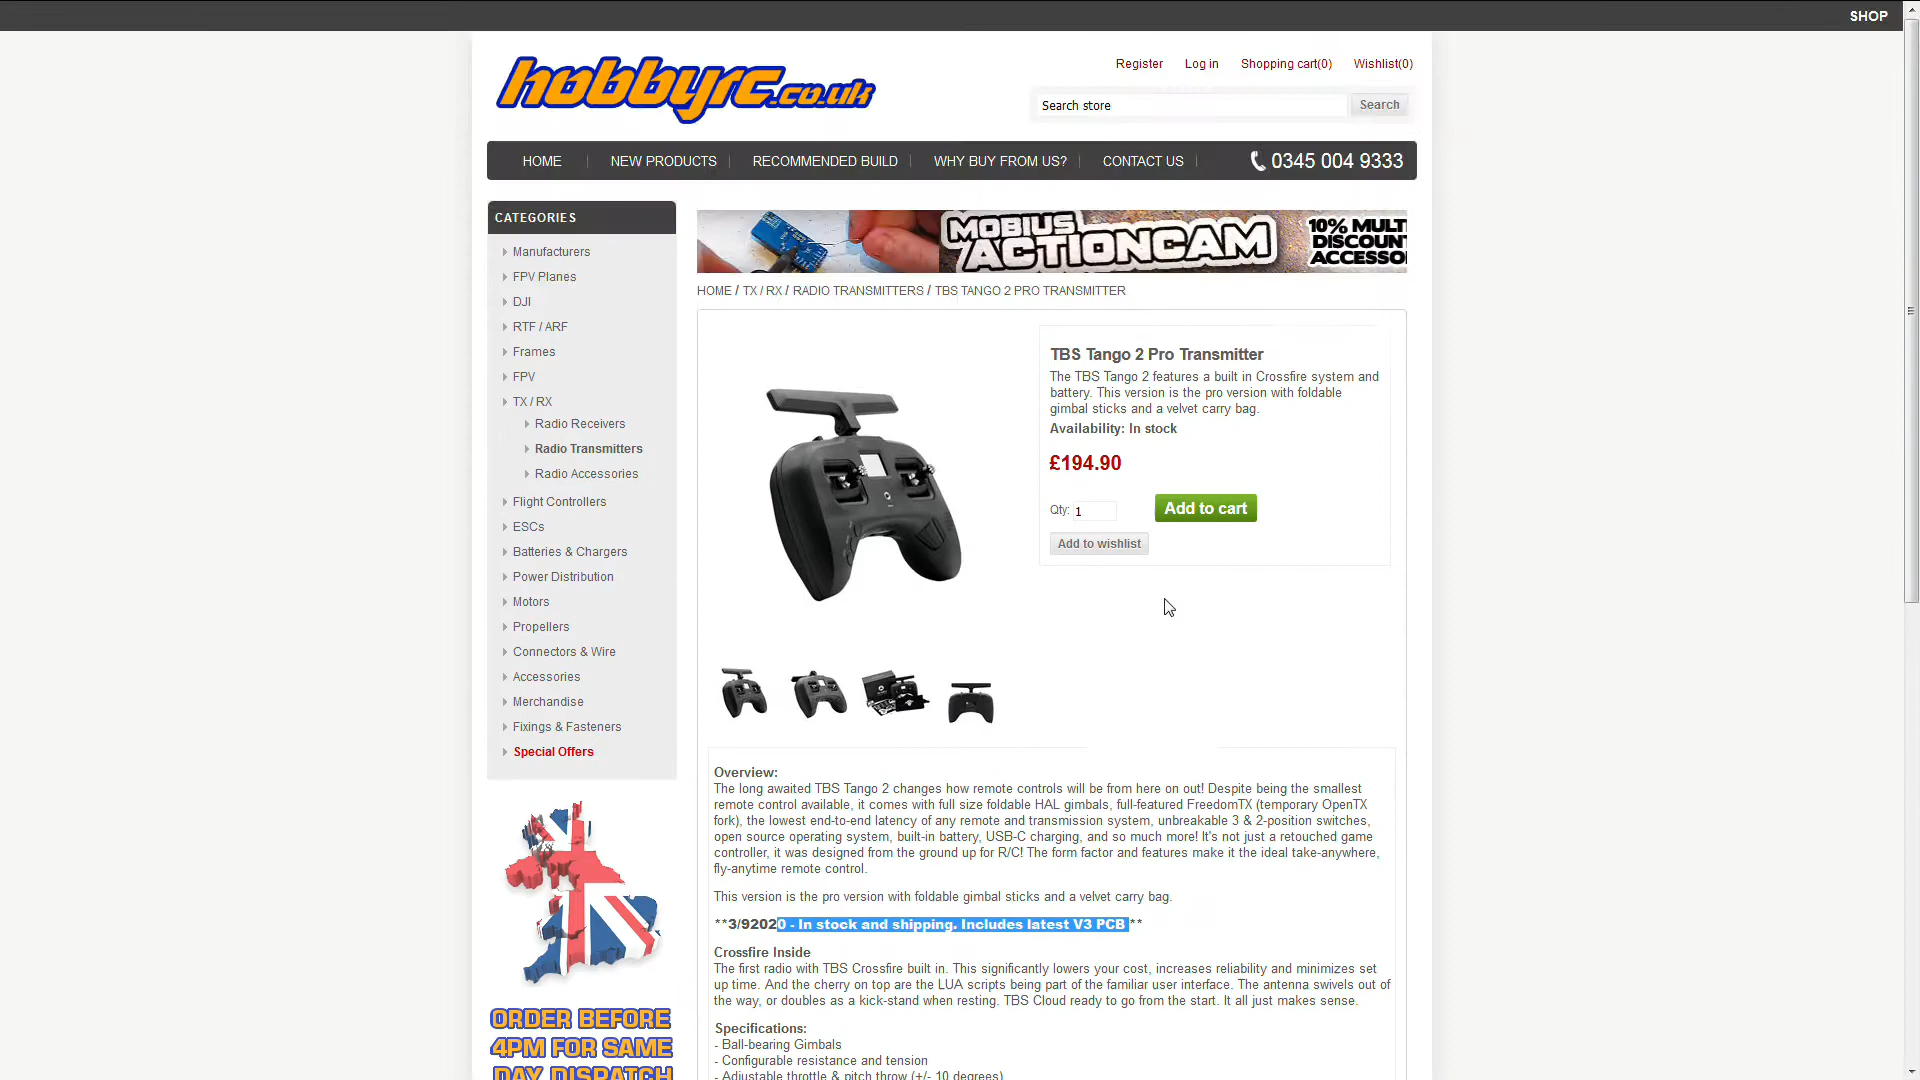 SHOP
hobbyrc.co.uk
Register Log in Shopping cart(0) Wishlist(0)
Search store Search
HOME NEW PRODUCTS RECOMMENDED BUILD WHY BUY FROM US? CONTACT US 0345 004 9333
CATEGORIES
Manufacturers
FPV Planes
DJI
RTF / ARF
Frames
FPV
TX / RX
Radio Receivers
Radio Transmitters
Radio Accessories
Flight Controllers
ESCs
Batteries & Chargers
Power Distribution
Motors
Propellers
Connectors & Wire
Accessories
Merchandise
Fixings & Fasteners
Special Offers
ORDER BEFORE
4PM FOR SAME
DAY DISPATCH
MOBIUS
ACTIONCAM
10% MULT
DISCOUN
ACCESSO
HOME / TX / RX / RADIO TRANSMITTERS / TBS TANGO 2 PRO TRANSMITTER
TBS Tango 2 Pro Transmitter
The TBS Tango 2 features a built in Crossfire system and
battery. This version is the pro version with foldable
gimbal sticks and a velvet carry bag.
Availability: In stock
£194.90
Qty: 1 Add to cart
Add to wishlist
Overview:
The long awaited TBS Tango 2 changes how remote controls will be from here on out! Despite being the smallest
remote control available, it comes with full size foldable HAL gimbals, full-featured FreedomTX (temporary OpenTX
fork), the lowest end-to-end latency of any remote and transmission system, unbreakable 3 & 2-position switches,
open source operating system, built-in battery, USB-C charging, and so much more! It's not just a retouched game
controller, it was designed from the ground up for R/C! The form factor and features make it the ideal take-anywhere,
fly-anytime remote control.
This version is the pro version with foldable gimbal sticks and a velvet carry bag.
**3/92020 - In stock and shipping. Includes latest V3 PCB **
Crossfire Inside
The first radio with TBS Crossfire built in. This significantly lowers your cost, increases reliability and minimizes set
up time. And the cherry on top are the LUA scripts being part of the familiar user interface. The antenna swivels out of
the way, or doubles as a kick-stand when resting. TBS Cloud ready to go from the start. It all just makes sense.
Specifications:
- Ball-bearing Gimbals
- Configurable resistance and tension
- Adjustable throttle & pitch throw (+/- 10 degrees)